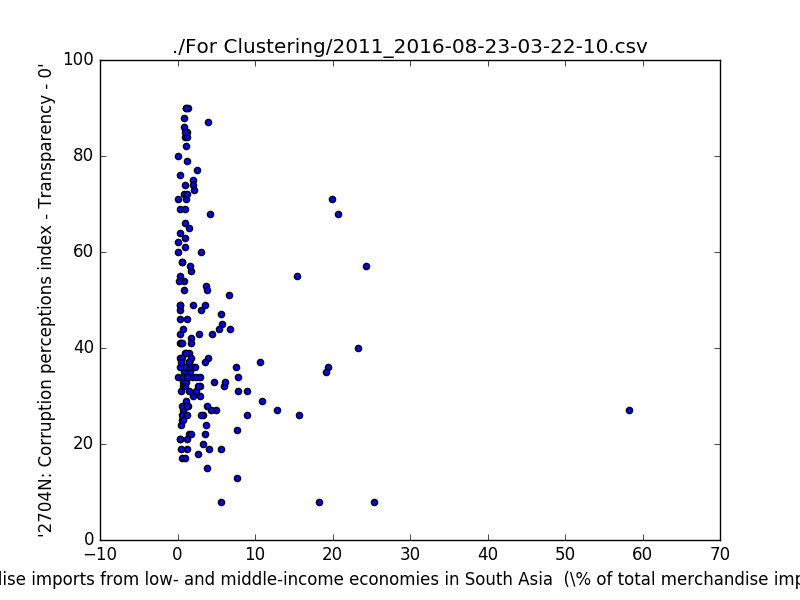 ./For Clustering/2011_2016-08-23-03-22-10.csv
'2704N: Corruption perceptions index - Transparency - 0'
100
80
60
40
20
0
−10 0 10 20 30 40 50 60 70
imports from low- and middle-income economies in South Asia (\% of total merchandise